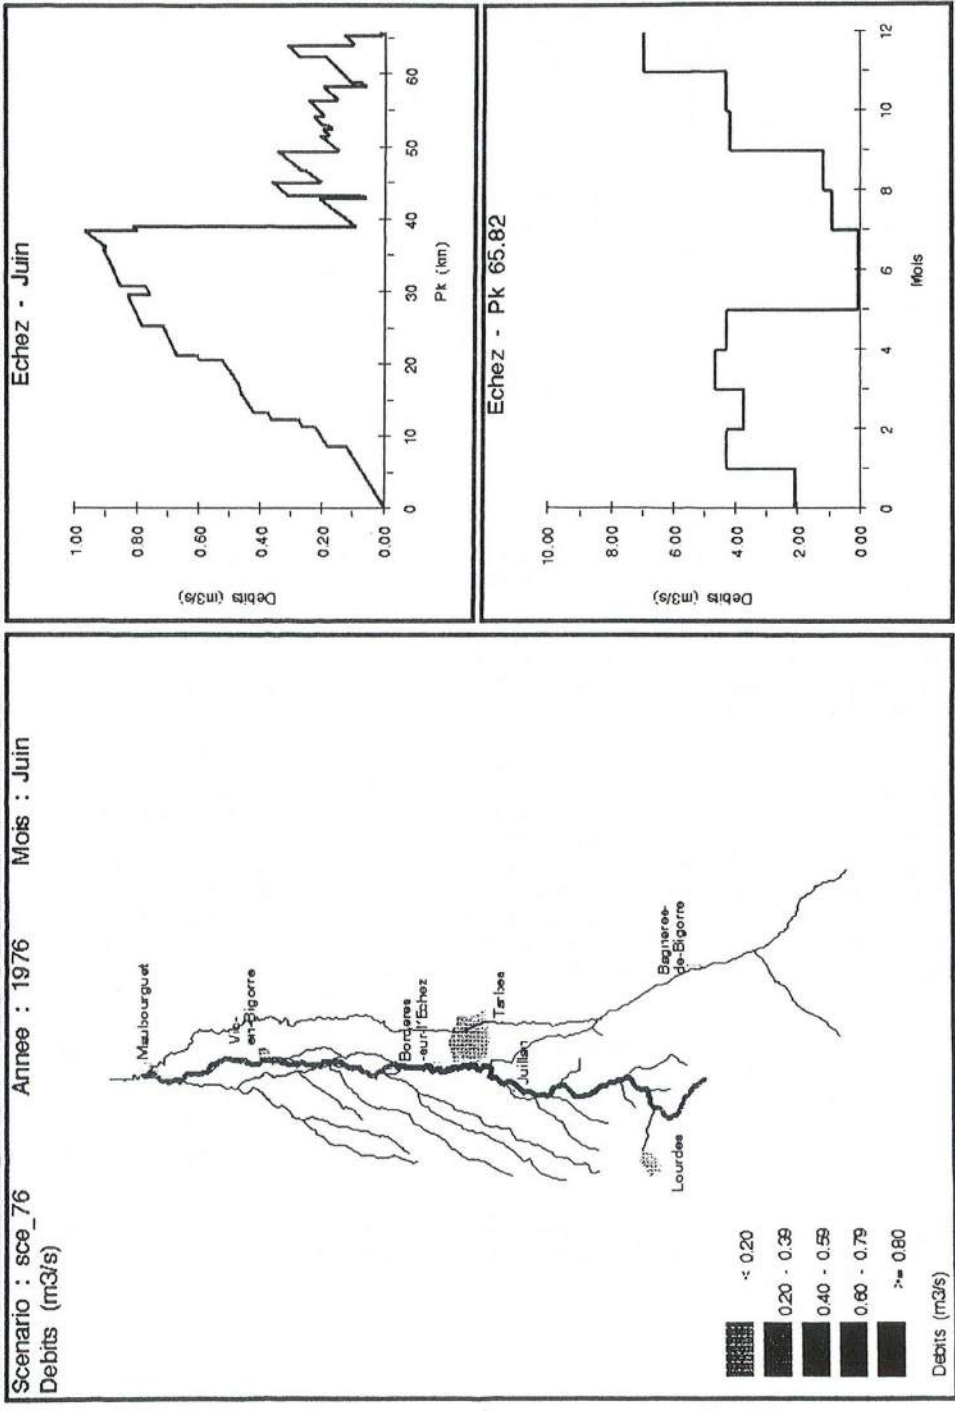 Scenario : sce_76 Annee : 1976 Mois : Juin
Debits (m3/s)
Maubourguet
Vic-
en-Bigorre
Borderes
-sur-l'Echez
Tarbes
Juillan
Bagneres-
de-Bigorre
Lourdes
< 0.20
0.20 - 0.39
0.40 - 0.59
0.60 - 0.79
>= 0.80
Debits (m3/s)
Echez - Juin
Debits (m3/s)
1.00
0.80
0.60
0.40
0.20
0.00
0 10 20 30 40 50 60
Pk (km)
Echez - Pk 65.82
Debits (m3/s)
10.00
8.00
6.00
4.00
2.00
0.00
0 2 4 6 8 10 12
Mois